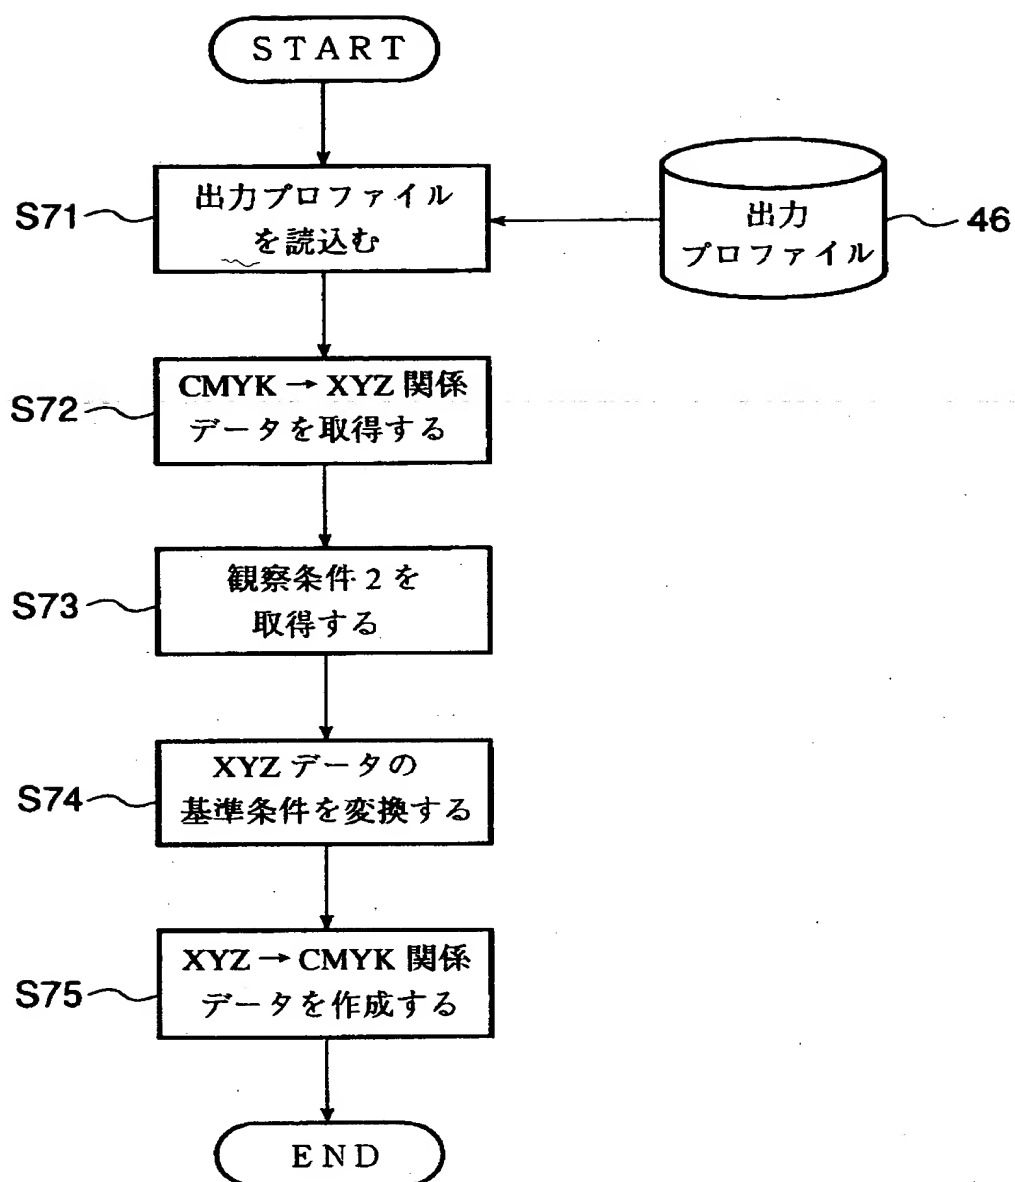 START
S71
出力プロファイル
を読込む
出力
プロファイル
46
S72
CMYK → XYZ 関係
データを取得する
S73
観察条件 2 を
取得する
S74
XYZ データの
基準条件を変換する
S75
XYZ → CMYK 関係
データを作成する
END